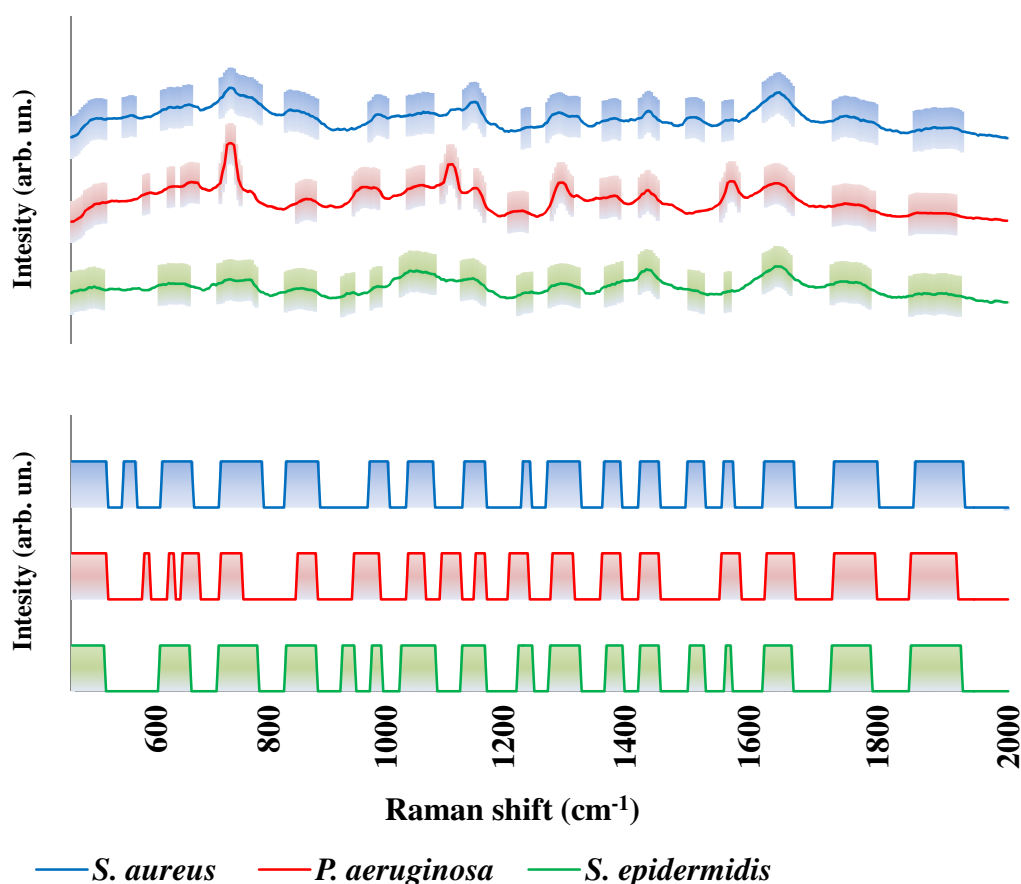 Intesity (arb. un.)
Intesity (arb. un.)
600 800 1000 1200 1400 1600 1800 2000
Raman shift (cm-1)
S. aureus P. aeruginosa S. epidermidis